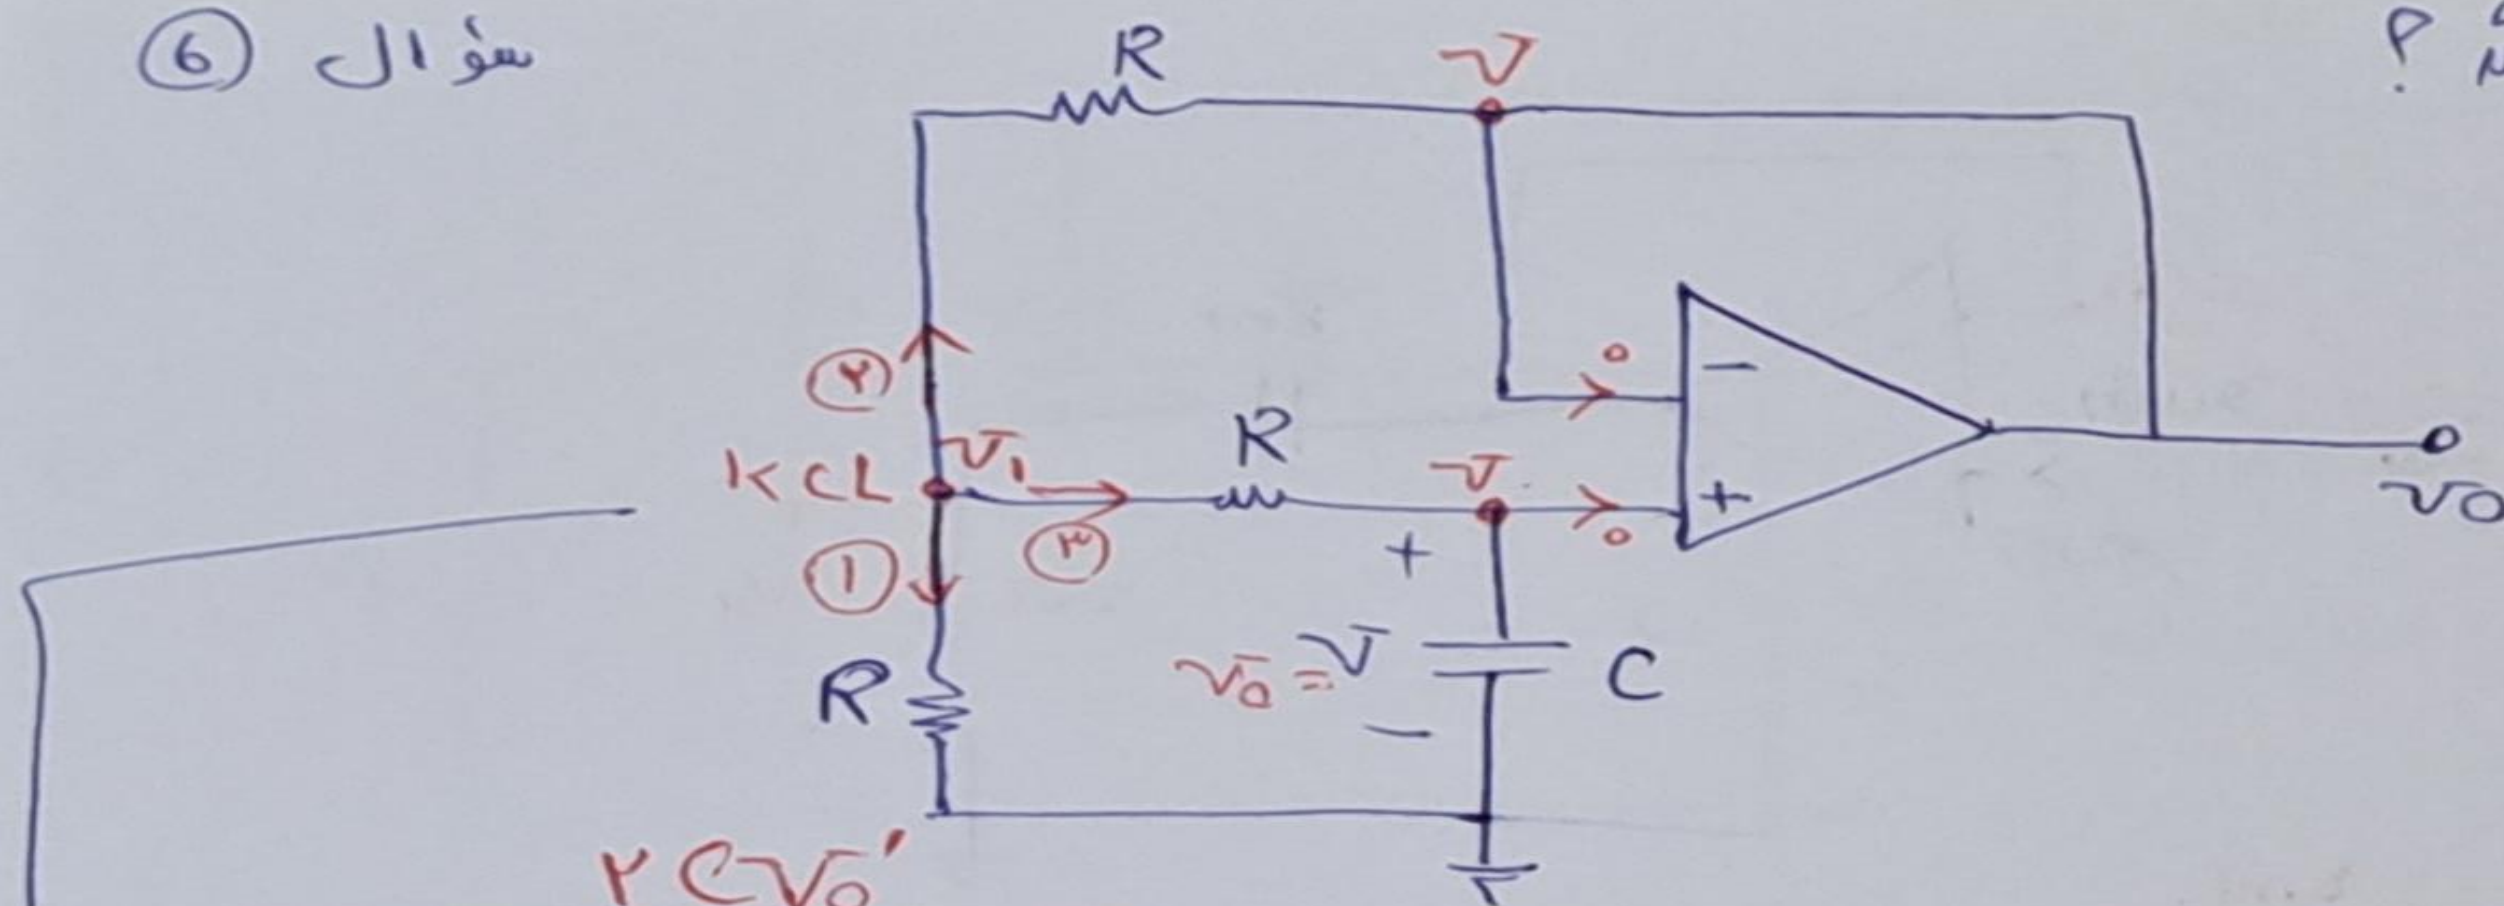 سؤال 6
؟
R
v
۲
KCL
v₁
R
v
۳
۱
o
o
−
+
v₀
+
R
v₀ = v
C
−
۲Cv₀′